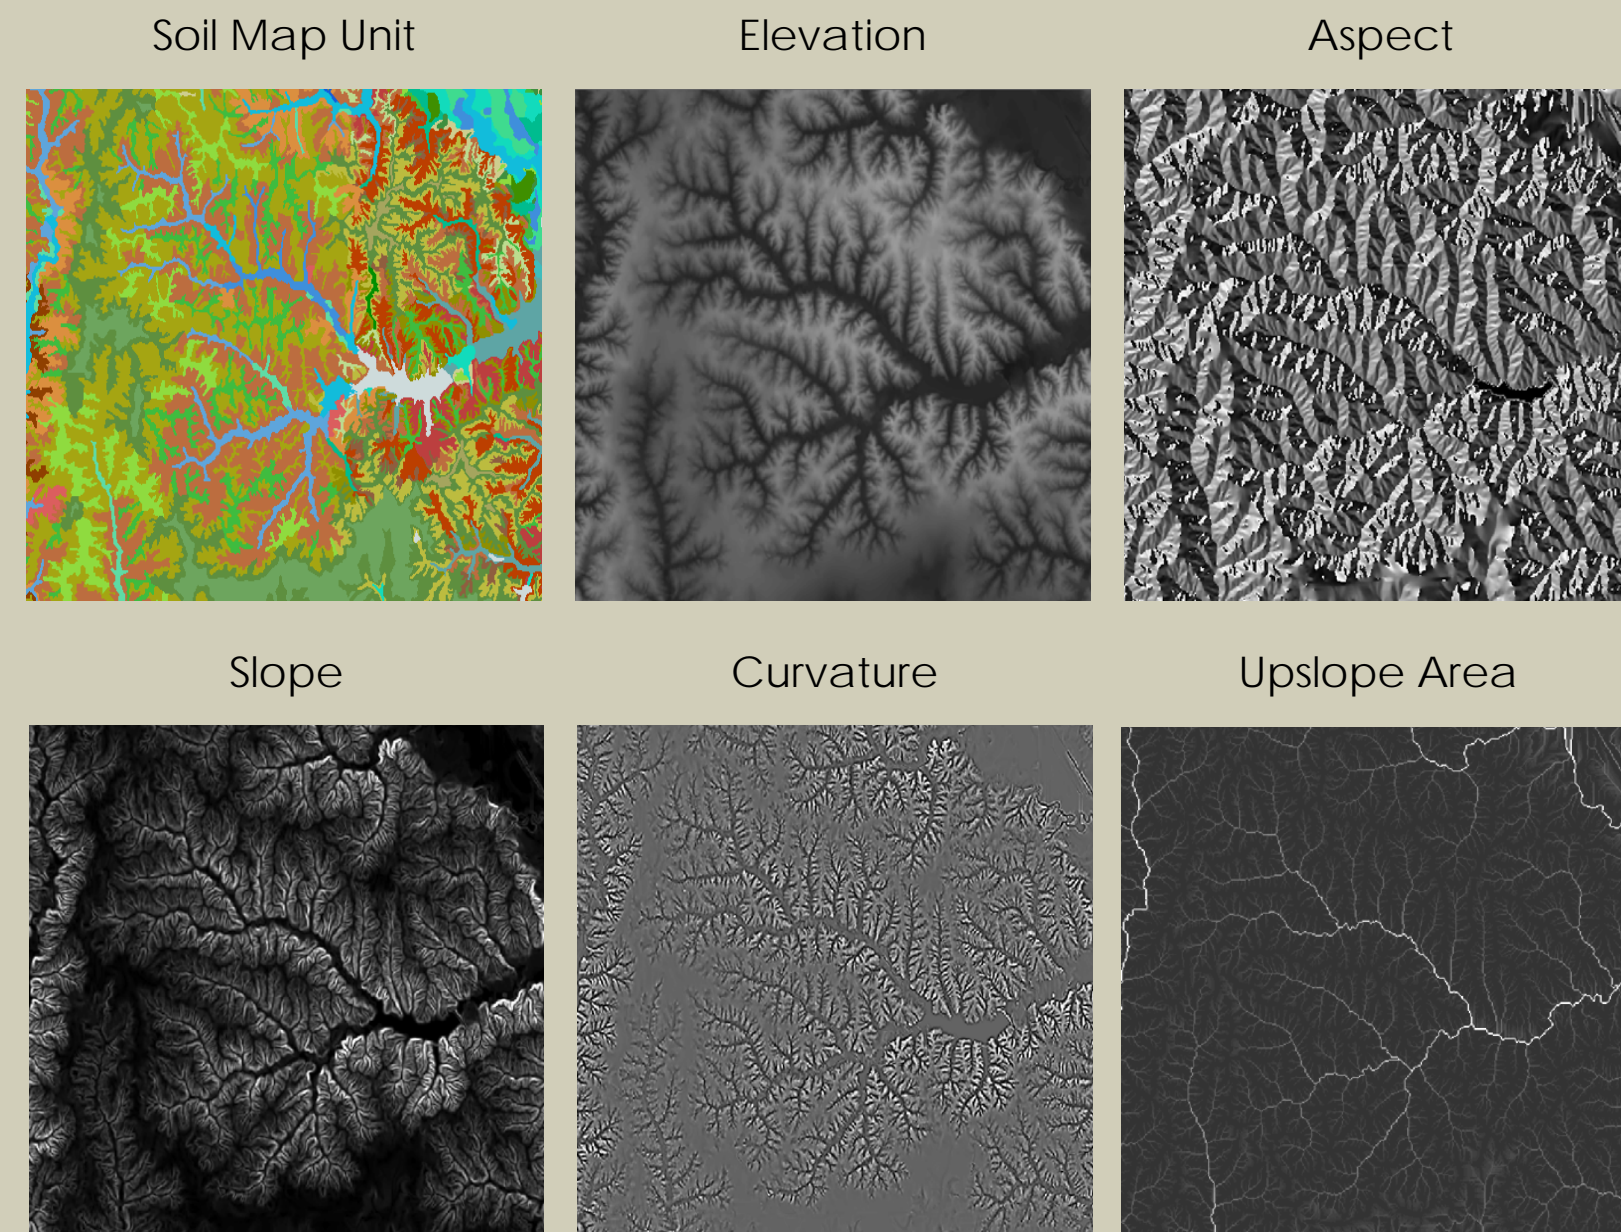 Soil Map Unit
Elevation
Aspect
Slope
Curvature
Upslope Area